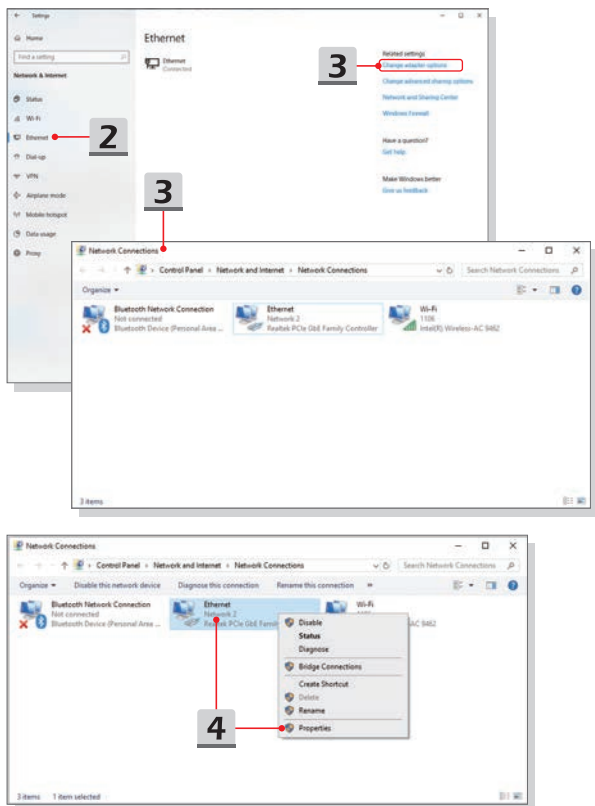 Settings
Home
Find a setting
Network & Internet
Status
Wi-Fi
Ethernet
Dial-up
VPN
Airplane mode
Mobile hotspot
Data usage
Proxy
2
Ethernet
Ethernet
Connected
3
Related settings
Change adapter options
Change advanced sharing options
Network and Sharing Center
Windows Firewall
Have a question?
Get help
Make Windows better
Give us feedback
3
Network Connections
Control Panel › Network and Internet › Network Connections
Search Network Connections
Organize
Bluetooth Network Connection
Not connected
Bluetooth Device (Personal Area ...
Ethernet
Network 2
Realtek PCIe GbE Family Controller
Wi-Fi
1106
Intel(R) Wireless-AC 9462
3 items
Network Connections
Control Panel › Network and Internet › Network Connections
Search Network Connections
Organize
Disable this network device
Diagnose this connection
Rename this connection
»
Bluetooth Network Connection
Not connected
Bluetooth Device (Personal Area ...
Ethernet
Network 2
Realtek PCIe GbE Fami
Wi-Fi
AC 9462
Disable
Status
Diagnose
Bridge Connections
Create Shortcut
Delete
Rename
Properties
4
3 items
1 item selected